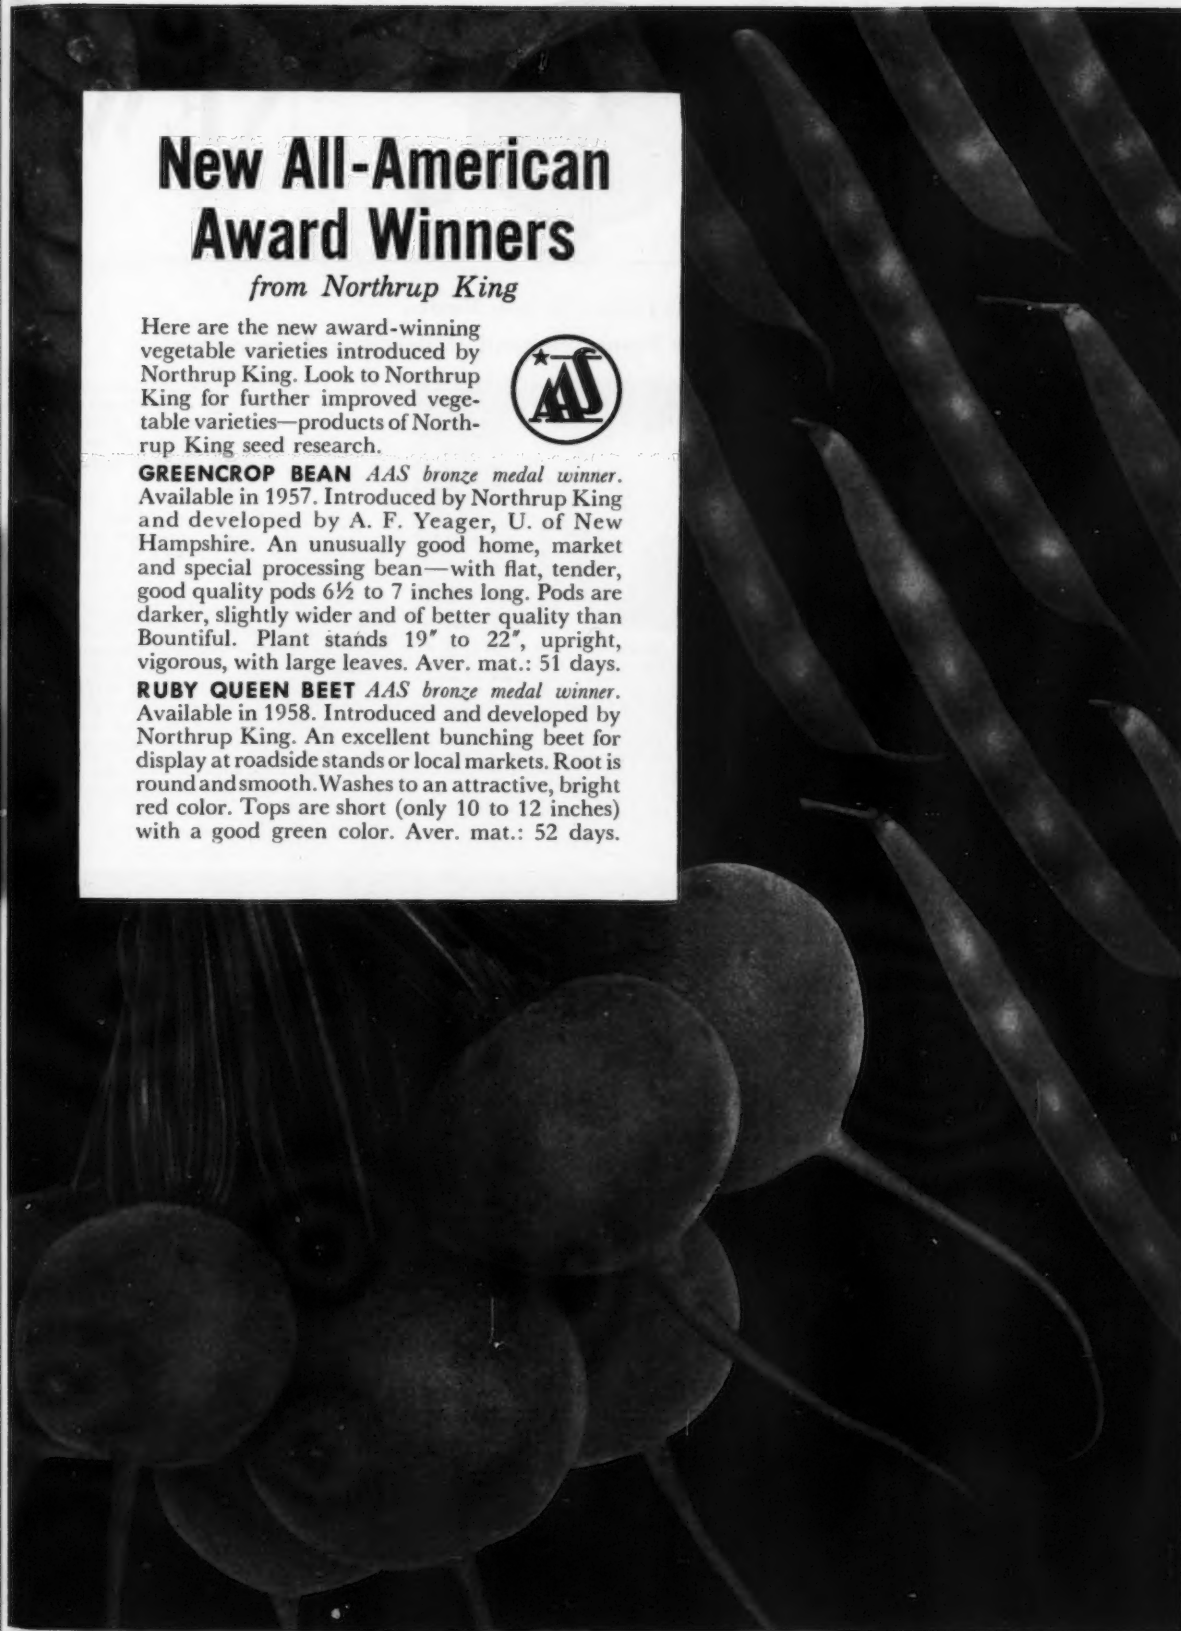 New All-American
Award Winners
from Northrup King
Here are the new award-winning
vegetable varieties introduced by
Northrup King. Look to Northrup
King for further improved vege-
table varieties—products of North-
rup King seed research.
AAS
GREENCROP BEAN AAS bronze medal winner.
Available in 1957. Introduced by Northrup King
and developed by A. F. Yeager, U. of New
Hampshire. An unusually good home, market
and special processing bean—with flat, tender,
good quality pods 6½ to 7 inches long. Pods are
darker, slightly wider and of better quality than
Bountiful. Plant stands 19″ to 22″, upright,
vigorous, with large leaves. Aver. mat.: 51 days.
RUBY QUEEN BEET AAS bronze medal winner.
Available in 1958. Introduced and developed by
Northrup King. An excellent bunching beet for
display at roadside stands or local markets. Root is
round and smooth. Washes to an attractive, bright
red color. Tops are short (only 10 to 12 inches)
with a good green color. Aver. mat.: 52 days.